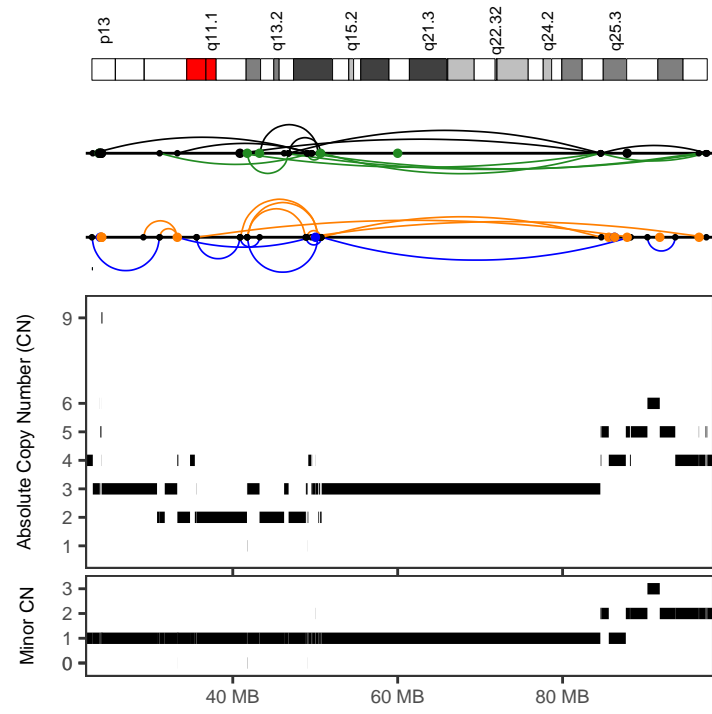 p13 q11.1 q13.2 q15.2 q21.3 q22.32 q24.2 q25.3
Absolute Copy Number (CN)
9
6
5
4
3
2
1
Minor CN
3
2
1
0
40 MB 60 MB 80 MB